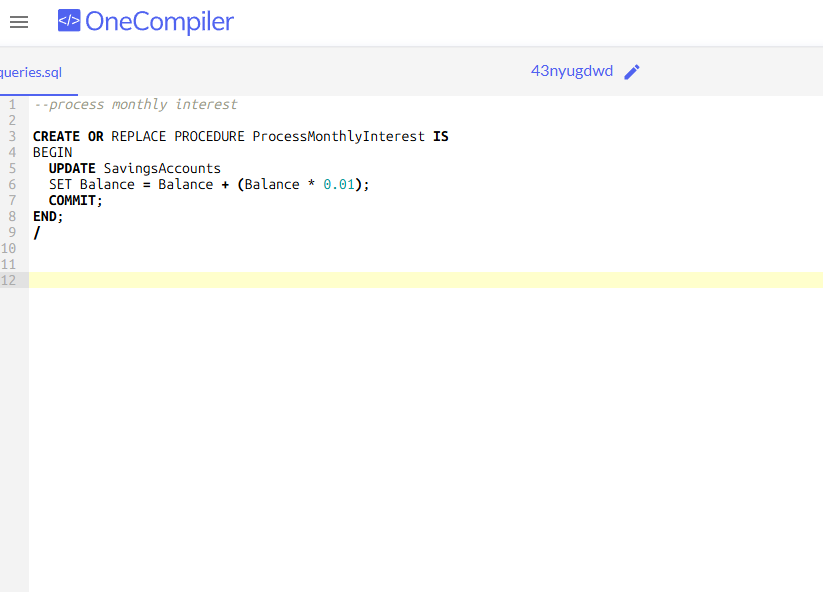 </> OneCompiler
queries.sql
43nyugdwd
1 --process monthly interest
2
3 CREATE OR REPLACE PROCEDURE ProcessMonthlyInterest IS
4 BEGIN
5 UPDATE SavingsAccounts
6 SET Balance = Balance + (Balance * 0.01);
7 COMMIT;
8 END;
9 /
10
11
12